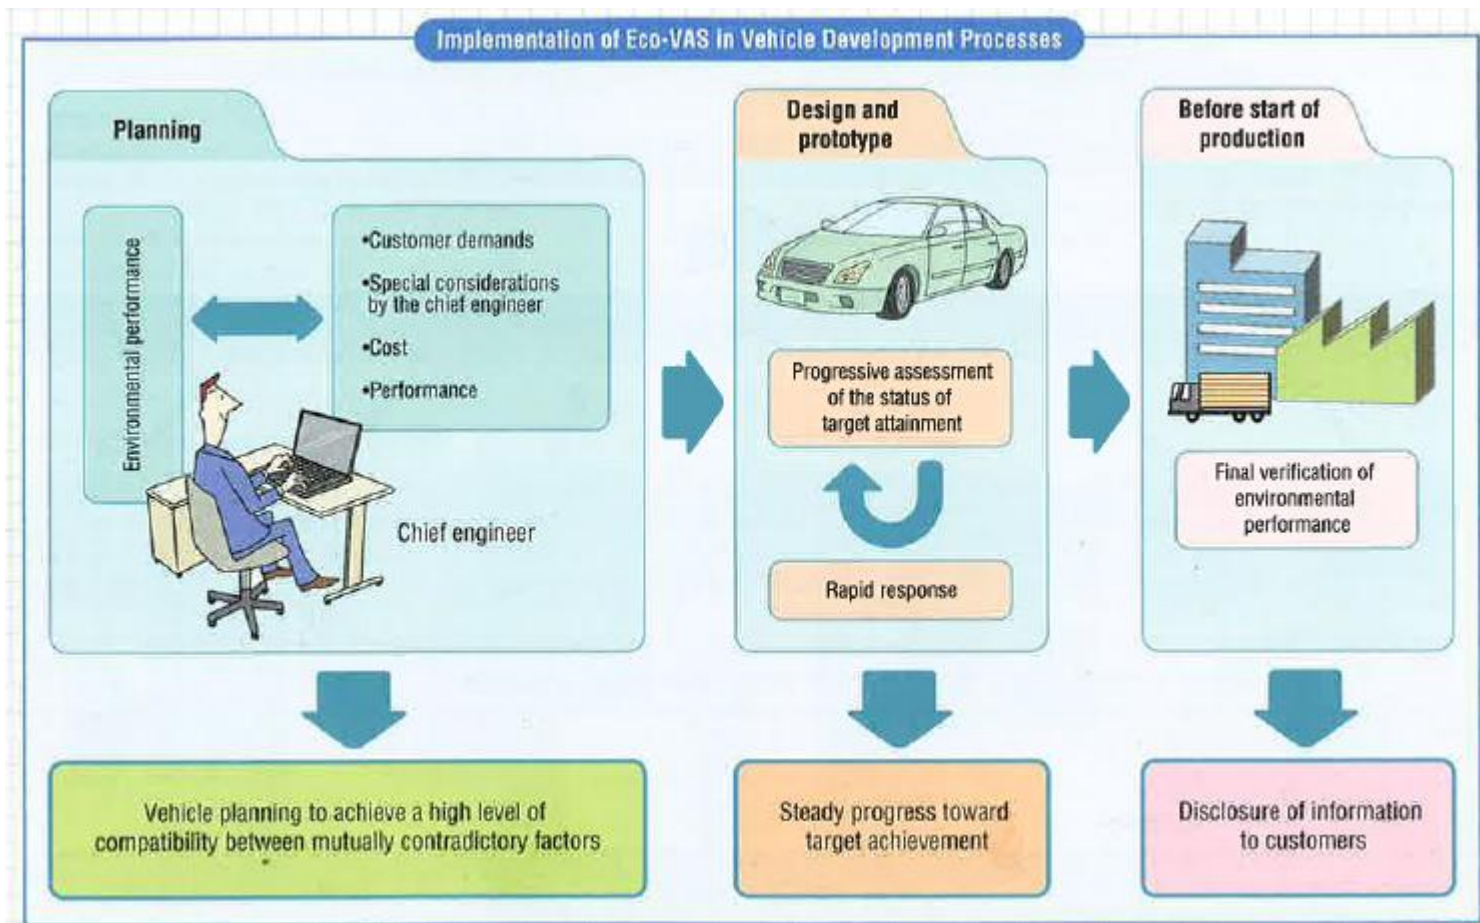 Implementation of Eco-VAS in Vehicle Development Processes
Planning
Environmental performance
•Customer demands
•Special considerations
by the chief engineer
•Cost
•Performance
Chief engineer
Vehicle planning to achieve a high level of
compatibility between mutually contradictory factors
Design and
prototype
Progressive assessment
of the status of
target attainment
Rapid response
Steady progress toward
target achievement
Before start of
production
Final verification of
environmental
performance
Disclosure of information
to customers